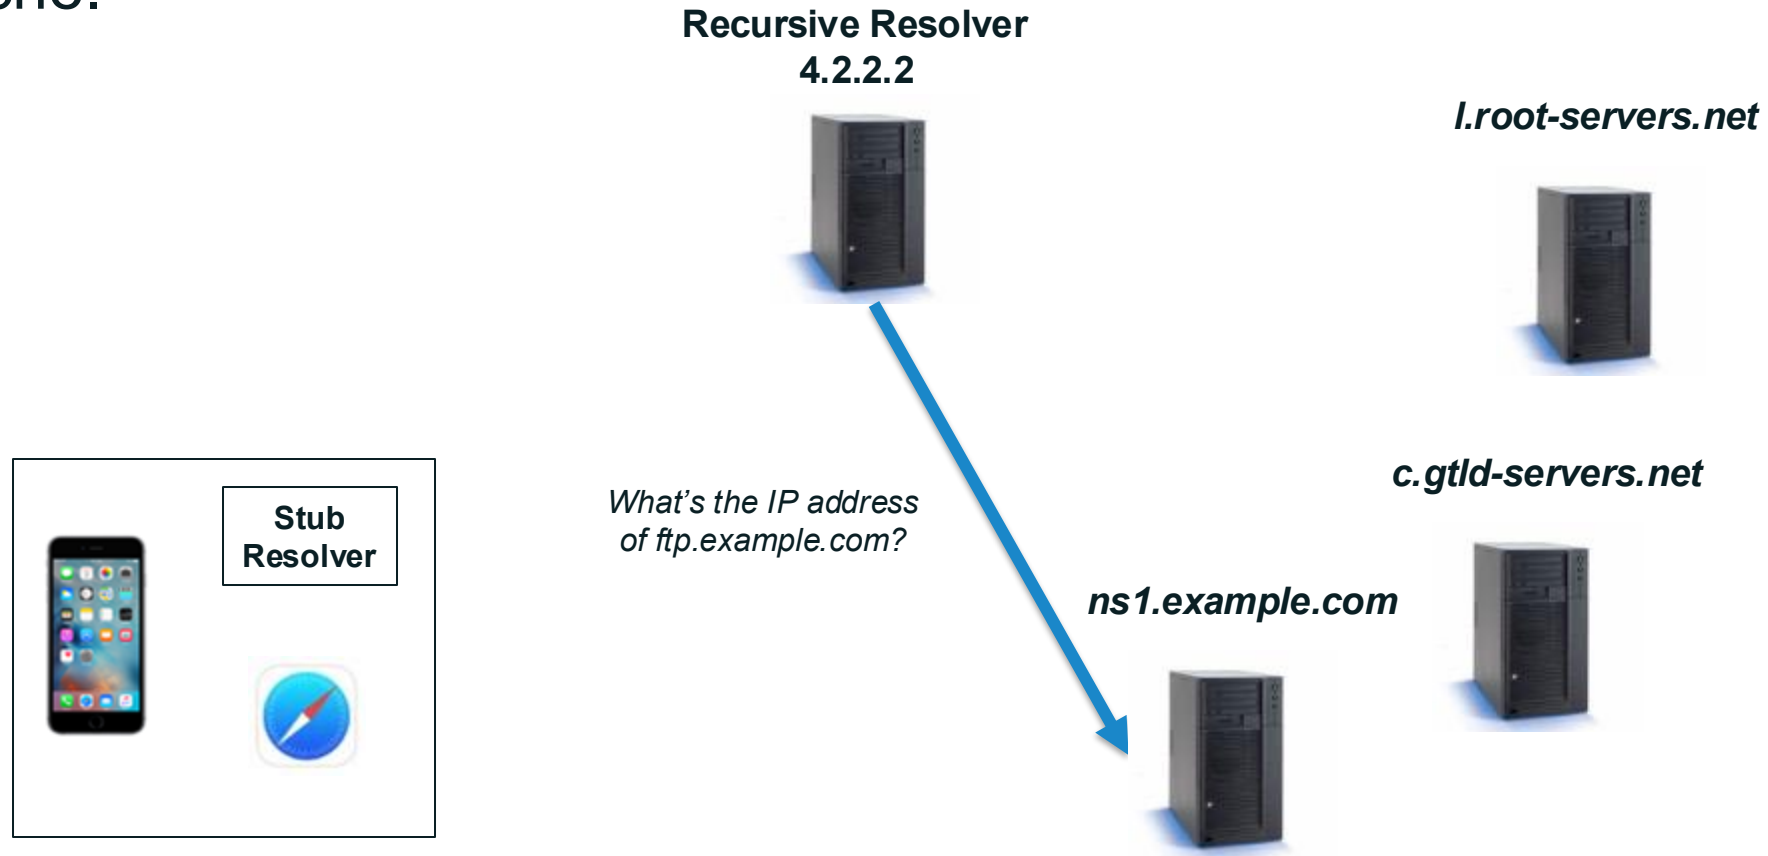 Recursive Resolver
4.2.2.2
l.root-servers.net
c.gtld-servers.net
Stub
Resolver
What’s the IP address
of ftp.example.com?
ns1.example.com